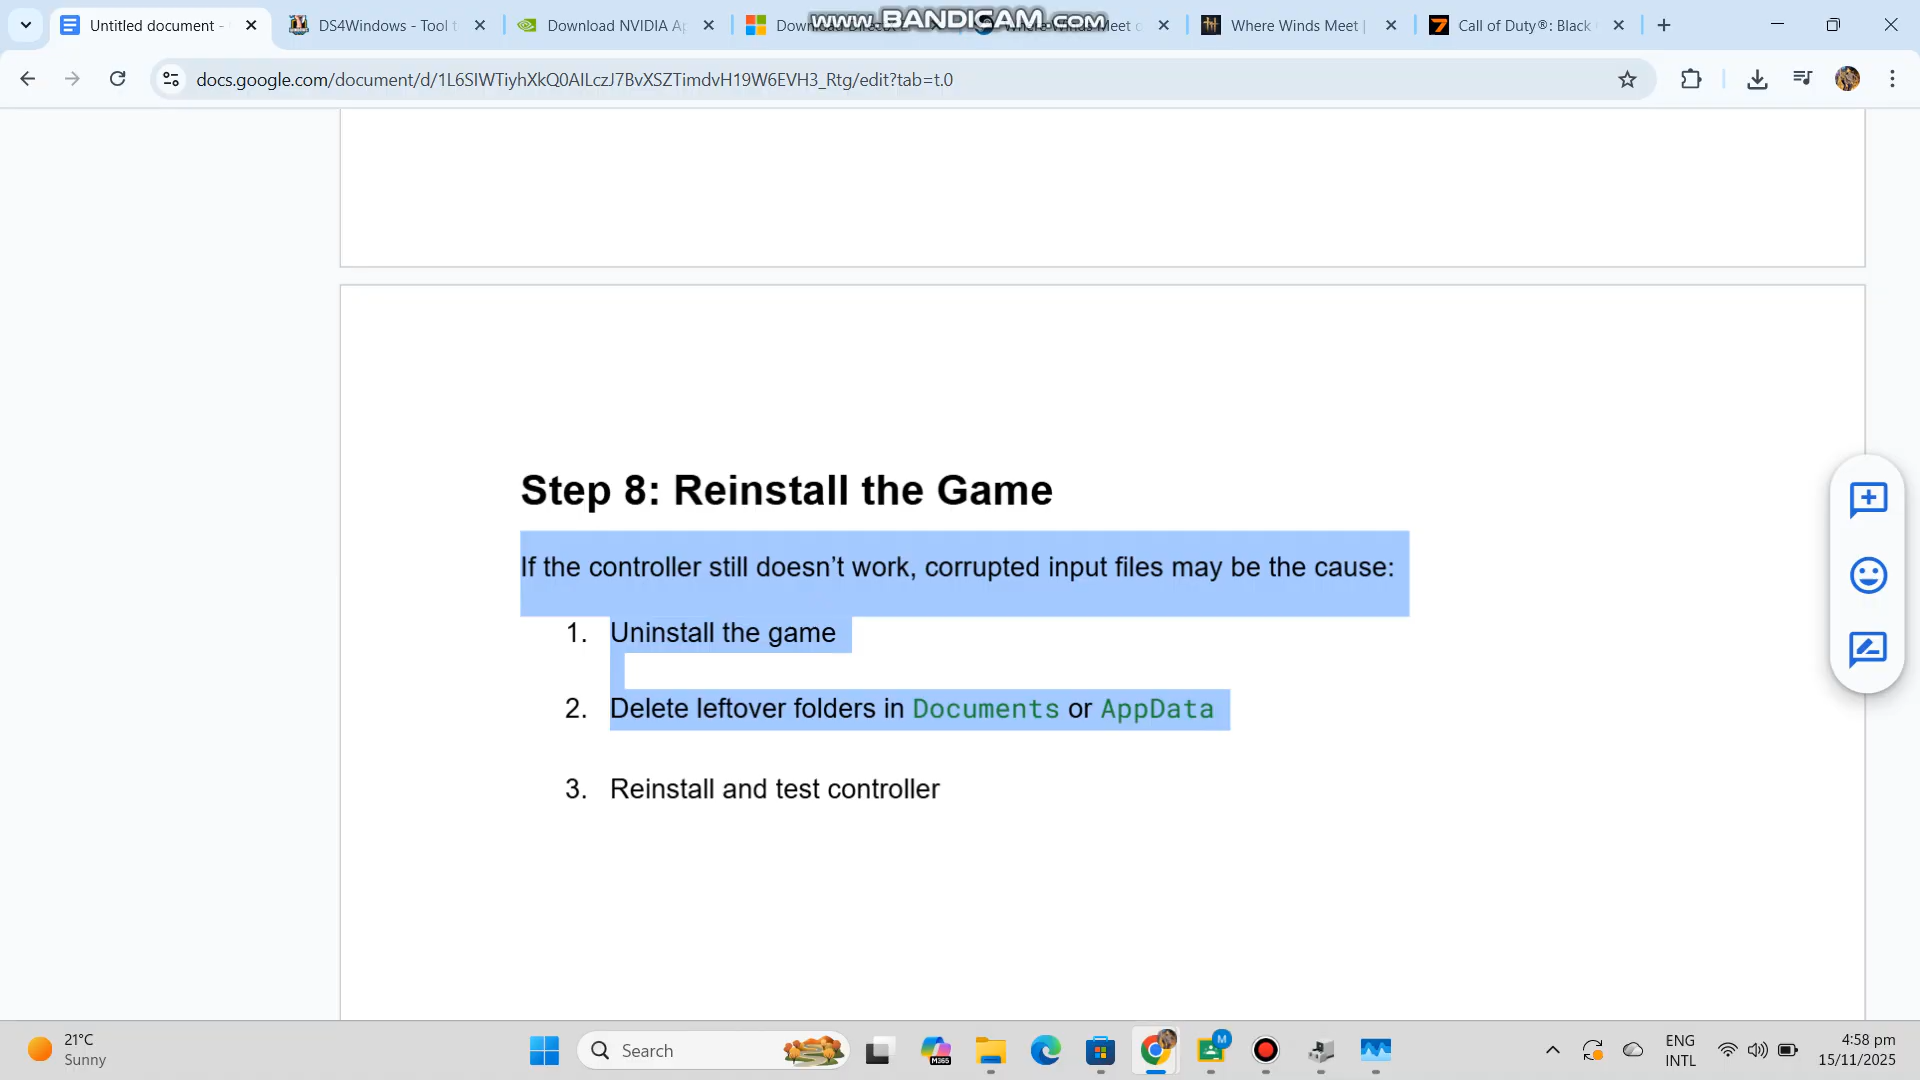 Untitled document -
DS4Windows - Tool t
Download NVIDIA Ap
www.BANDICAM.com
Where Winds Meet |
Call of Duty®: Black
docs.google.com/document/d/1L6SIWTiyhXkQ0AILczJ7BvXSZTimdvH19W6EVH3_Rtg/edit?tab=t.0
Step 8: Reinstall the Game
If the controller still doesn’t work, corrupted input files may be the cause:
1. Uninstall the game
2. Delete leftover folders in Documents or AppData
3. Reinstall and test controller
21°C
Sunny
Search
M365
M
ENG
INTL
4:58 pm
15/11/2025